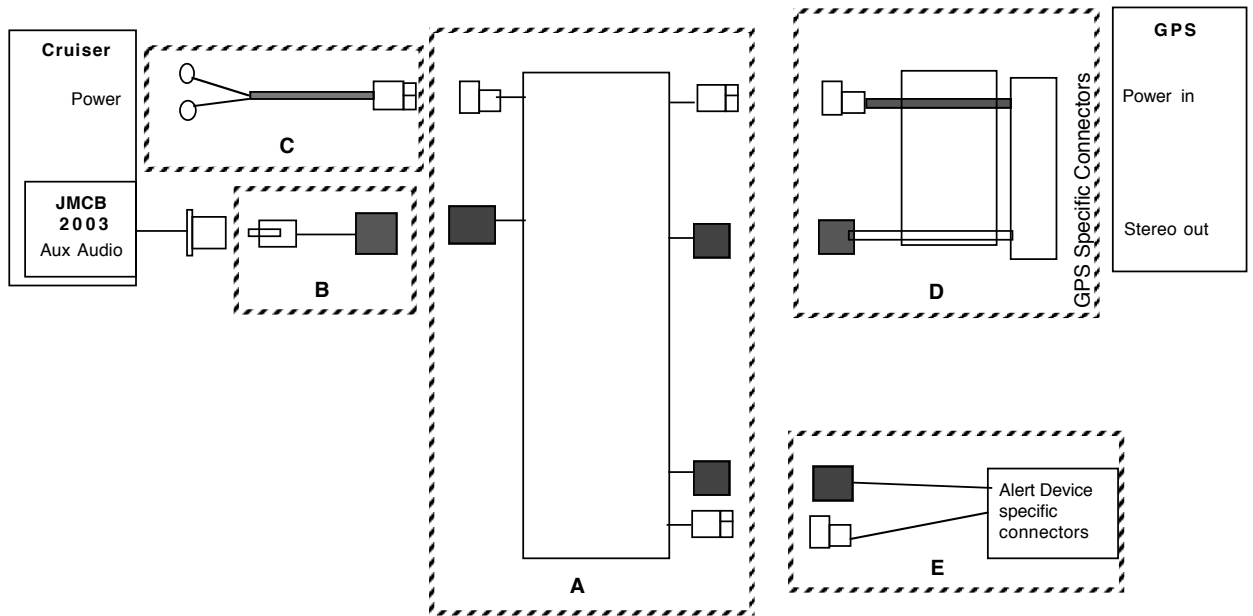 Cruiser
Power
JMCB
2003
Aux Audio
C
B
A
D
GPS Specific Connectors
GPS
Power in
Stereo out
Alert Device
specific
connectors
E